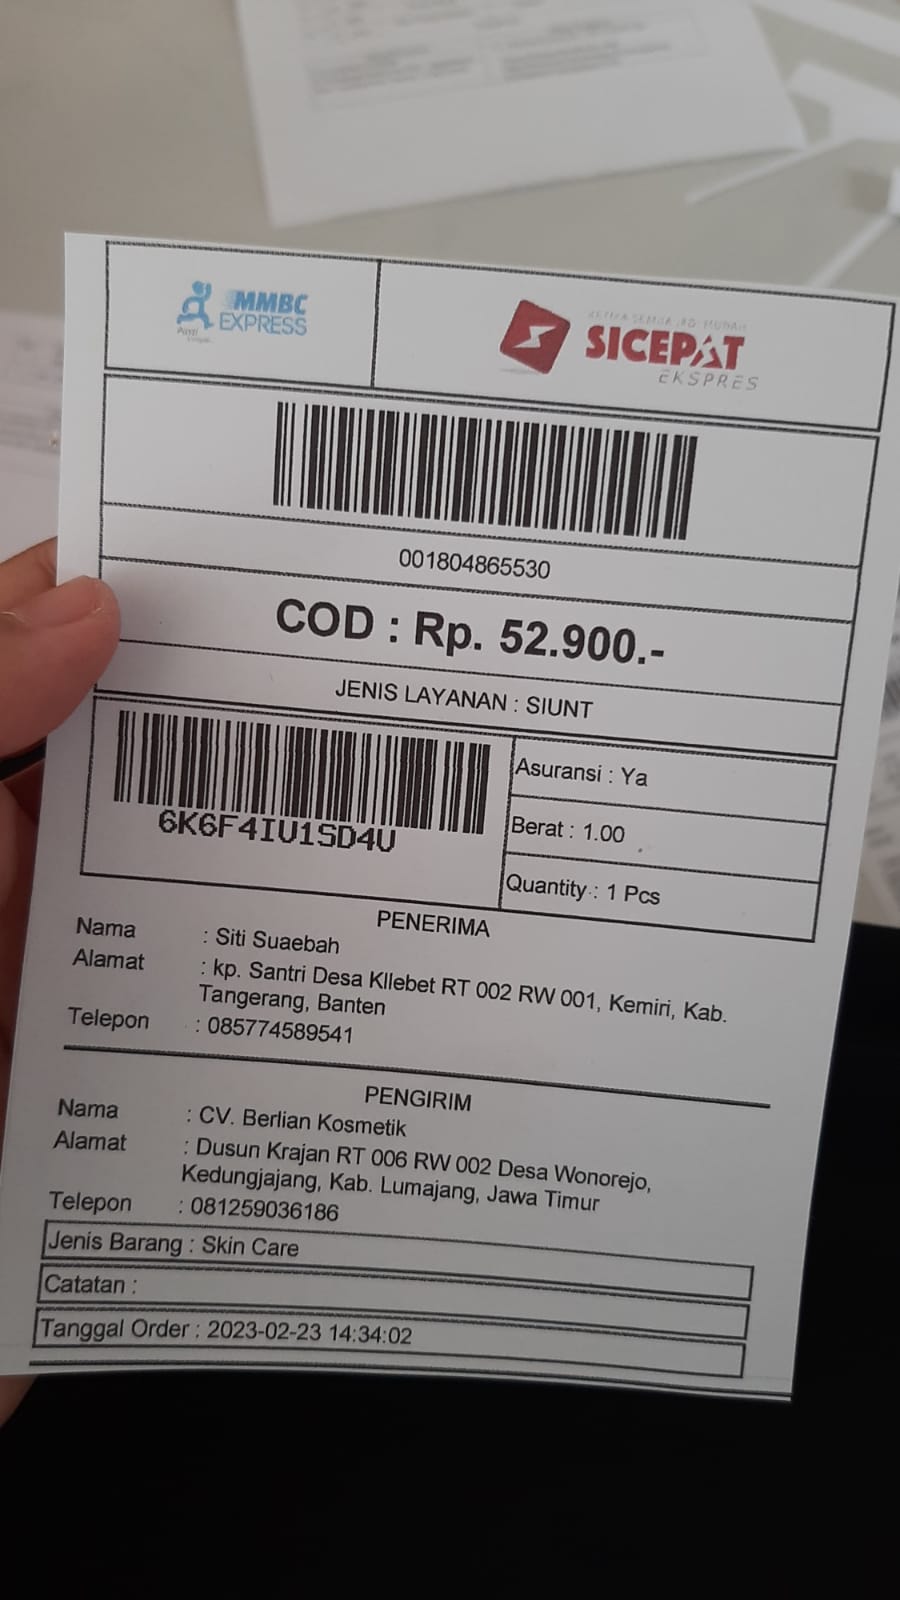 MMBC
EXPRESS
SICEPAT
EKSPRES
001804865530
COD : Rp. 52.900.-
JENIS LAYANAN : SIUNT
6K6F4IU1SD4U
Asuransi : Ya
Berat : 1.00
Quantity : 1 Pcs
PENERIMA
Nama : Siti Suaebah
Alamat : kp. Santri Desa Kllebet RT 002 RW 001, Kemiri, Kab.
Tangerang, Banten
Telepon : 085774589541
PENGIRIM
Nama : CV. Berlian Kosmetik
Alamat : Dusun Krajan RT 006 RW 002 Desa Wonorejo,
Kedungjajang, Kab. Lumajang, Jawa Timur
Telepon : 081259036186
Jenis Barang : Skin Care
Catatan :
Tanggal Order : 2023-02-23 14:34:02